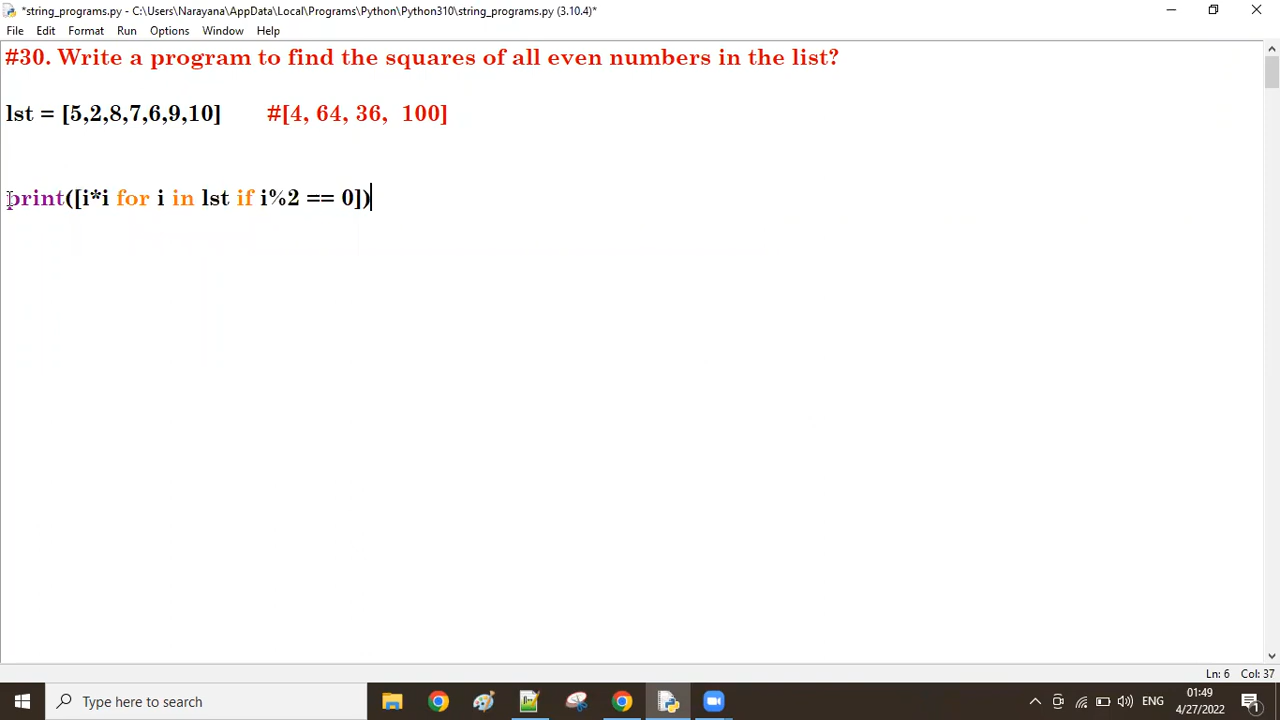 *string_programs.py - C:\Users\Narayana\AppData\Local\Programs\Python\Python310\string_programs.py (3.10.4)*
File Edit Format Run Options Window Help
#30. Write a program to find the squares of all even numbers in the list?
lst = [5,2,8,7,6,9,10] #[4, 64, 36, 100]
print([i*i for i in lst if i%2 == 0])
Ln: 6 Col: 37
Type here to search
ENG
01:49
4/27/2022
1